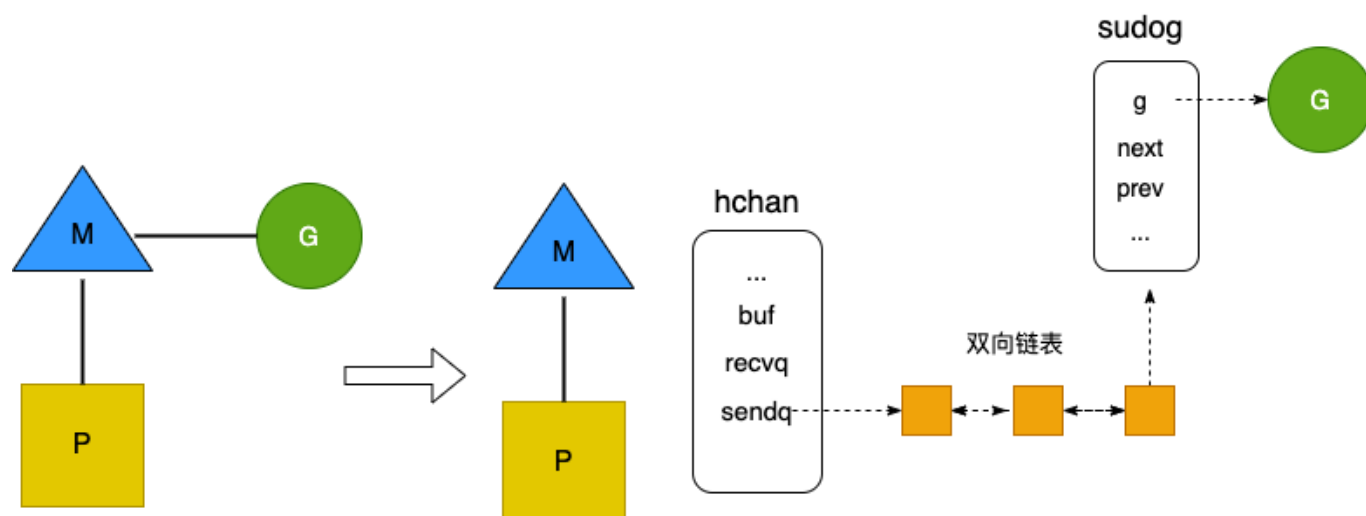 M
G
P
M
P
hchan
...
buf
recvq
sendq
双向链表
sudog
g
next
prev
...
G